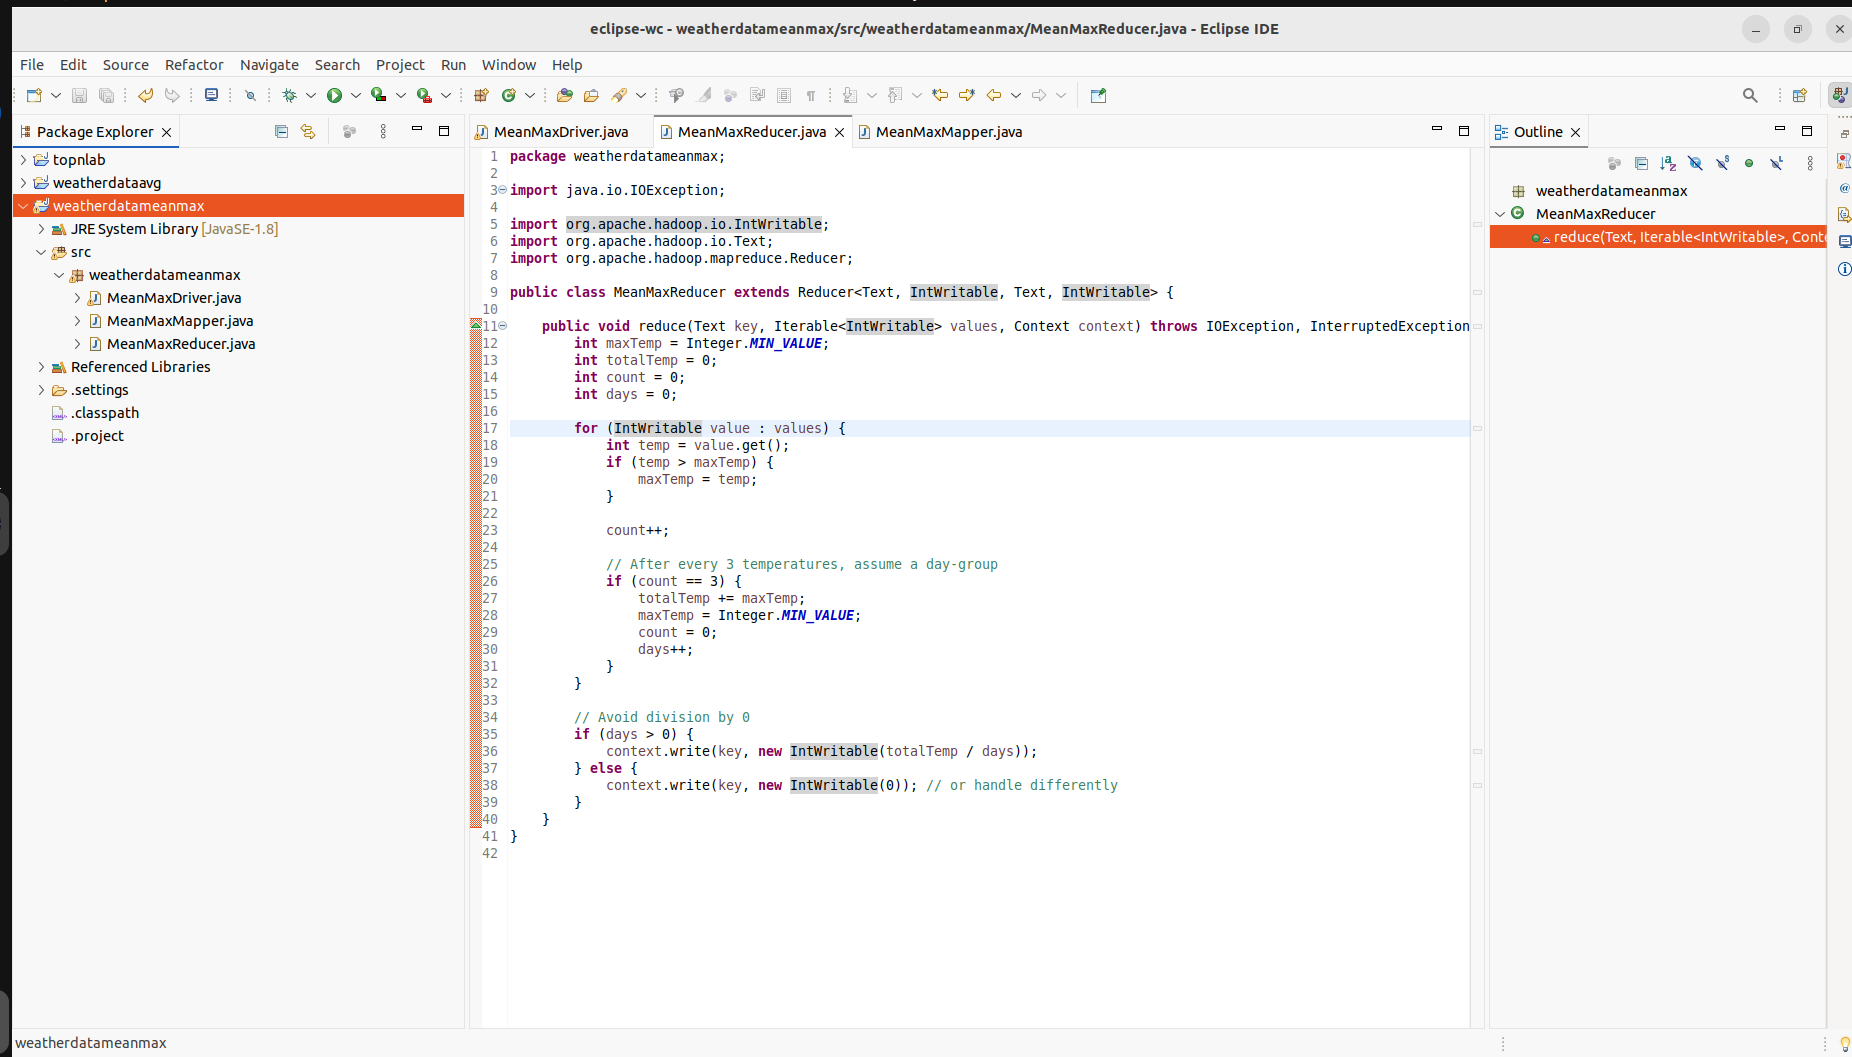 eclipse-wc - weatherdatameanmax/src/weatherdatameanmax/MeanMaxReducer.java - Eclipse IDE
File Edit Source Refactor Navigate Search Project Run Window Help
Package Explorer
topnlab
weatherdataavg
weatherdatameanmax
JRE System Library [JavaSE-1.8]
src
weatherdatameanmax
MeanMaxDriver.java
MeanMaxMapper.java
MeanMaxReducer.java
Referenced Libraries
.settings
.classpath
.project
MeanMaxDriver.java MeanMaxReducer.java MeanMaxMapper.java
1 package weatherdatameanmax;
2
3 import java.io.IOException;
4
5 import org.apache.hadoop.io.IntWritable;
6 import org.apache.hadoop.io.Text;
7 import org.apache.hadoop.mapreduce.Reducer;
8
9 public class MeanMaxReducer extends Reducer<Text, IntWritable, Text, IntWritable> {
10
11     public void reduce(Text key, Iterable<IntWritable> values, Context context) throws IOException, InterruptedException
12         int maxTemp = Integer.MIN_VALUE;
13         int totalTemp = 0;
14         int count = 0;
15         int days = 0;
16
17         for (IntWritable value : values) {
18             int temp = value.get();
19             if (temp > maxTemp) {
20                 maxTemp = temp;
21             }
22
23             count++;
24
25             // After every 3 temperatures, assume a day-group
26             if (count == 3) {
27                 totalTemp += maxTemp;
28                 maxTemp = Integer.MIN_VALUE;
29                 count = 0;
30                 days++;
31             }
32         }
33
34         // Avoid division by 0
35         if (days > 0) {
36             context.write(key, new IntWritable(totalTemp / days));
37         } else {
38             context.write(key, new IntWritable(0)); // or handle differently
39         }
40     }
41 }
42
Outline
weatherdatameanmax
MeanMaxReducer
reduce(Text, Iterable<IntWritable>, Conte
weatherdatameanmax